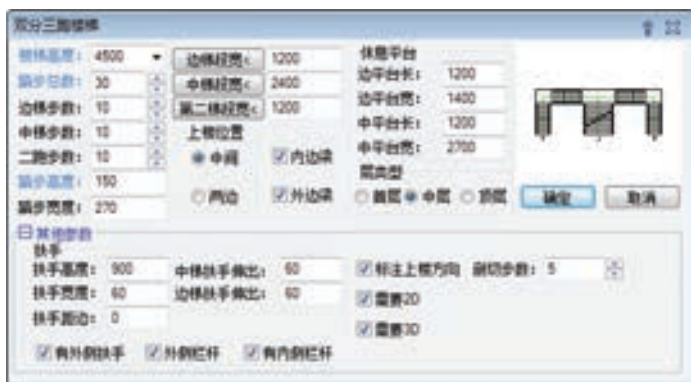 双分三跑楼梯
楼梯高度： 4500
踏步总数： 30
边梯步数： 10
中梯步数： 10
二跑步数： 10
踏步高度： 150
踏步宽度： 270
边梯段宽< 1200
中梯段宽< 2400
第二梯段宽< 1200
上楼位置
中间 内边梁
两边 外边梁
休息平台
边平台长： 1200
边平台宽： 1400
中平台长： 1200
中平台宽： 2700
层类型
首层 中层 顶层
确定 取消
其他参数
扶手
扶手高度： 900 中梯扶手伸出： 60
扶手宽度： 60 边梯扶手伸出： 60
扶手距边： 0
标注上楼方向 剖切步数： 5
需要2D
需要3D
有外侧扶手 外侧栏杆 有内侧栏杆